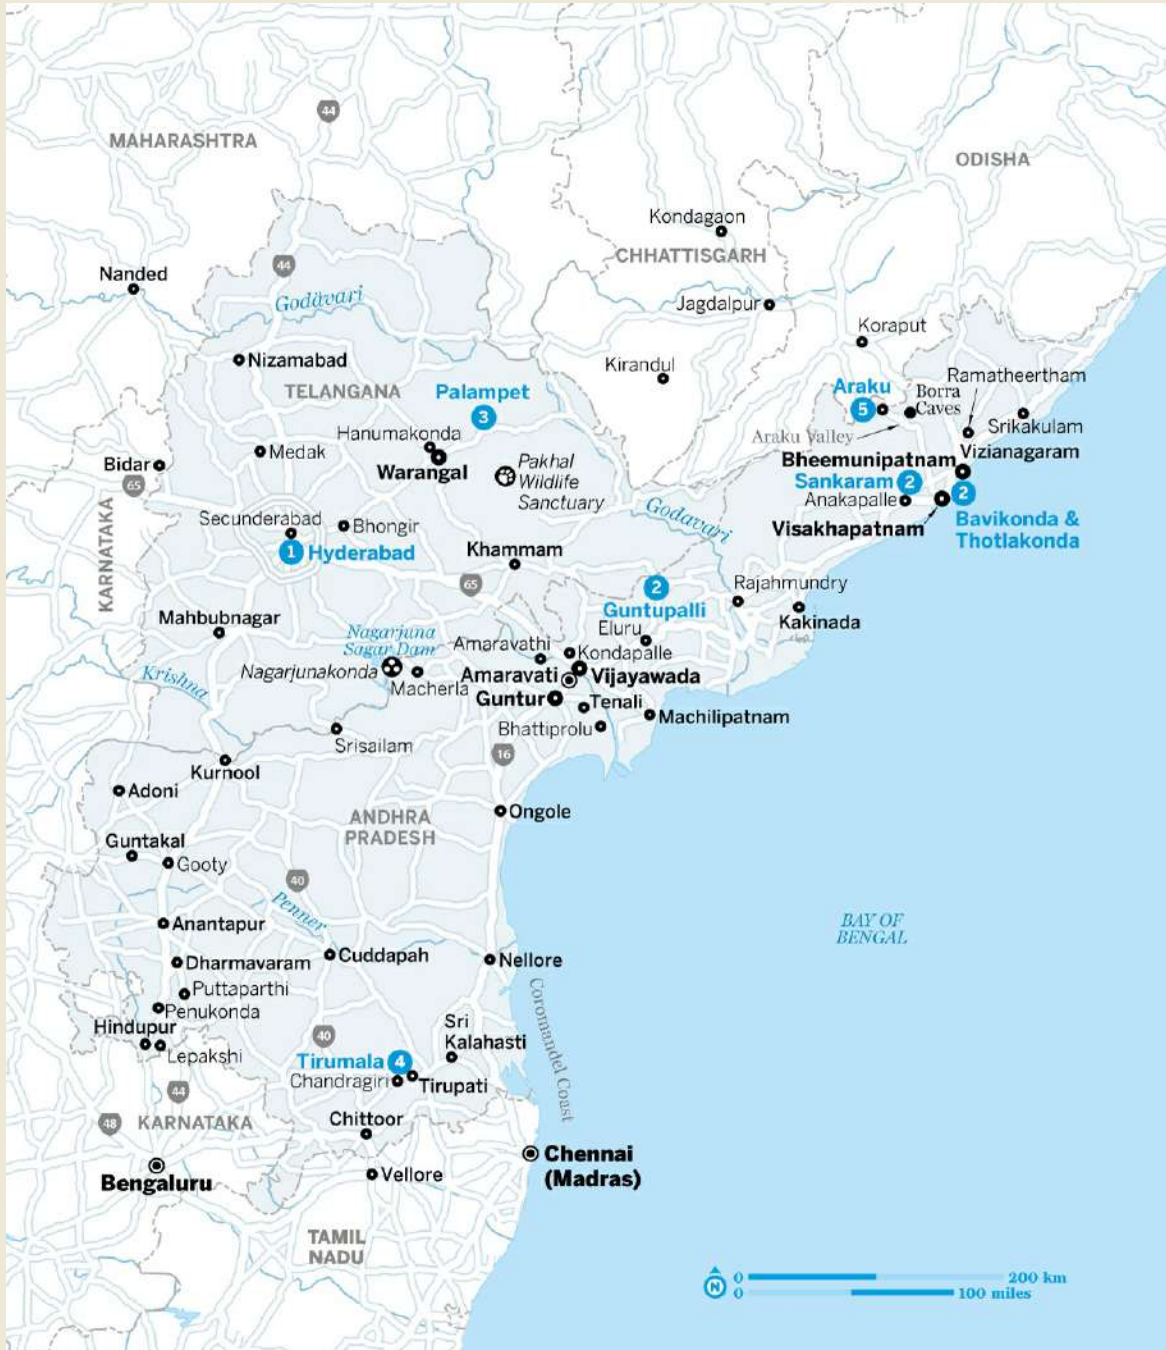 44
MAHARASHTRA
ODISHA
Kondagaon
CHHATTISGARH
44
Nanded
Godavari
Jagdalpur
Koraput
Nizamabad
Kirandul
Ramatheertham
TELANGANA
Palampet
3
Araku
5
Borra
Caves
Srikakulam
Hanumakonda
Araku Valley
Medak
Warangal
Bidar
65
Pakhal
Wildlife
Sanctuary
Bheemunipatnam
Vizianagaram
Sankaram
2
Anakapalle
2
Visakhapatnam
Bavikonda &
Thotlakonda
KARNATAKA
Secunderabad
Bhongir
Godavari
1
Hyderabad
Khammam
65
2
Guntupalli
Rajahmundry
Kakinada
Mahbubnagar
Nagarjuna
Sagar Dam
Amaravathi
Eluru
Kondapalle
Krishna
Nagarjunakonda
Macherla
Amaravati
Vijayawada
Guntur
Tenali
Machilipatnam
Bhattiprolu
Srisailam
16
Kurnool
Adoni
ANDHRA
PRADESH
Ongole
Guntakal
Gooty
40
Penner
Anantapur
BAY OF
BENGAL
Cuddapah
Nellore
Dharmavaram
Puttaparthi
Penukonda
Coromandel Coast
Hindupur
Lepakshi
40
Sri
Kalahasti
Tirumala
4
Chandragiri
Tirupati
44
48
KARNATAKA
Chittoor
Chennai
(Madras)
Bengaluru
Vellore
TAMIL
NADU
N
0
200 km
0
100 miles